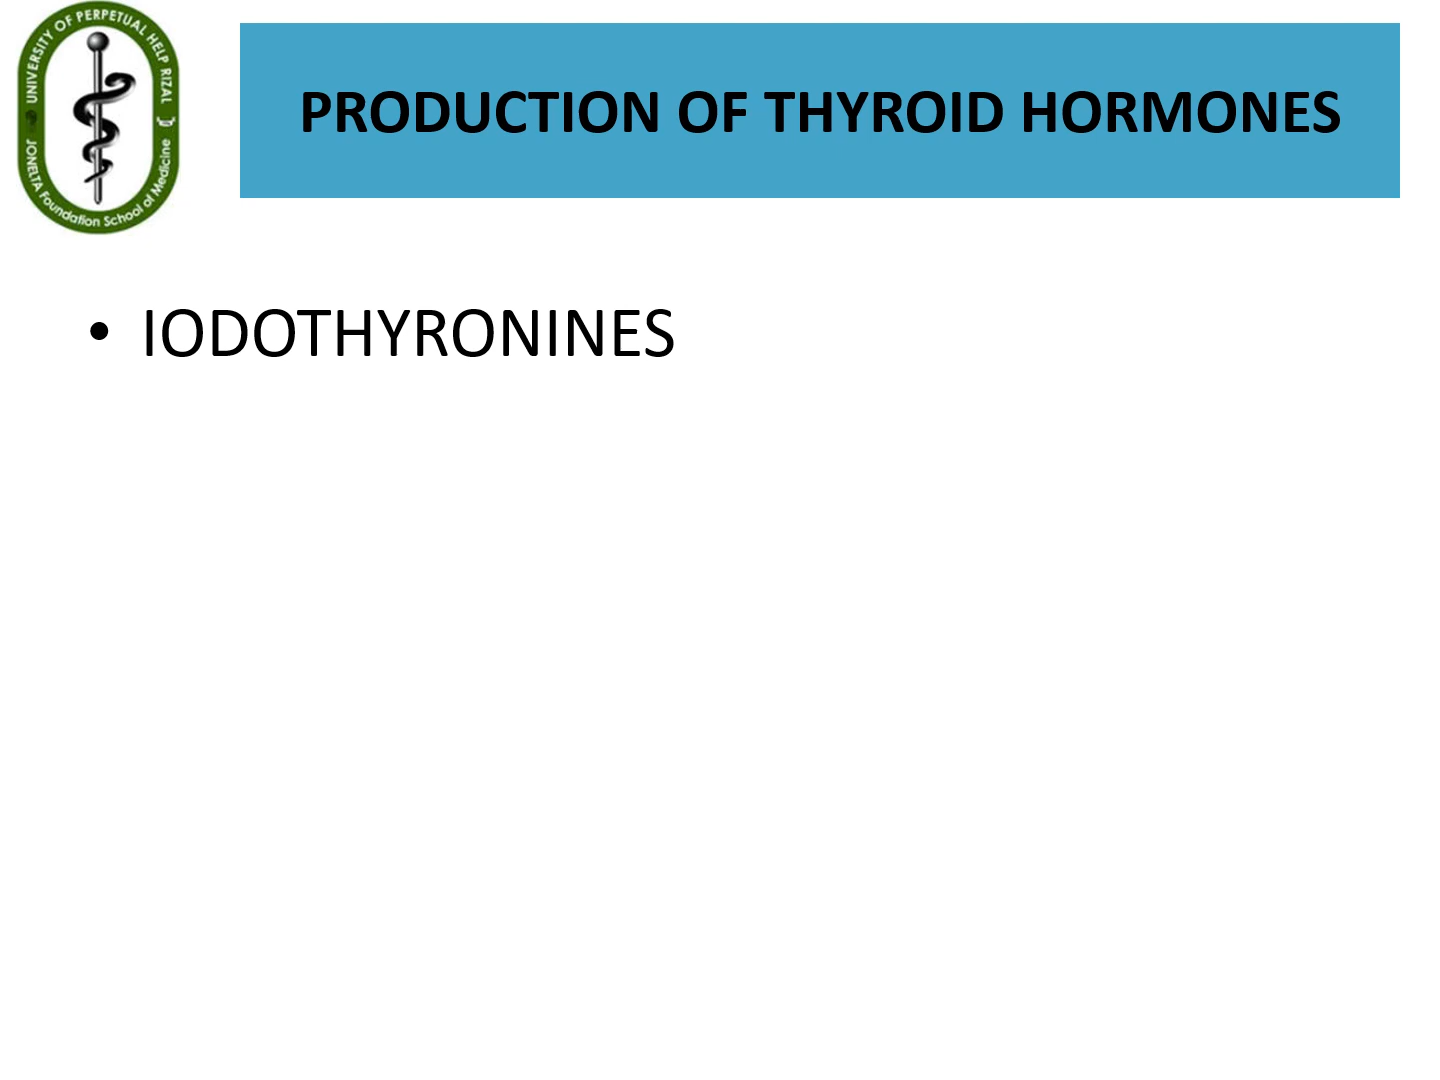 UNIVERSITY OF PERPETUAL HELP RIZAL
JONELTA Foundation School of Medicine
PRODUCTION OF THYROID HORMONES
• IODOTHYRONINES